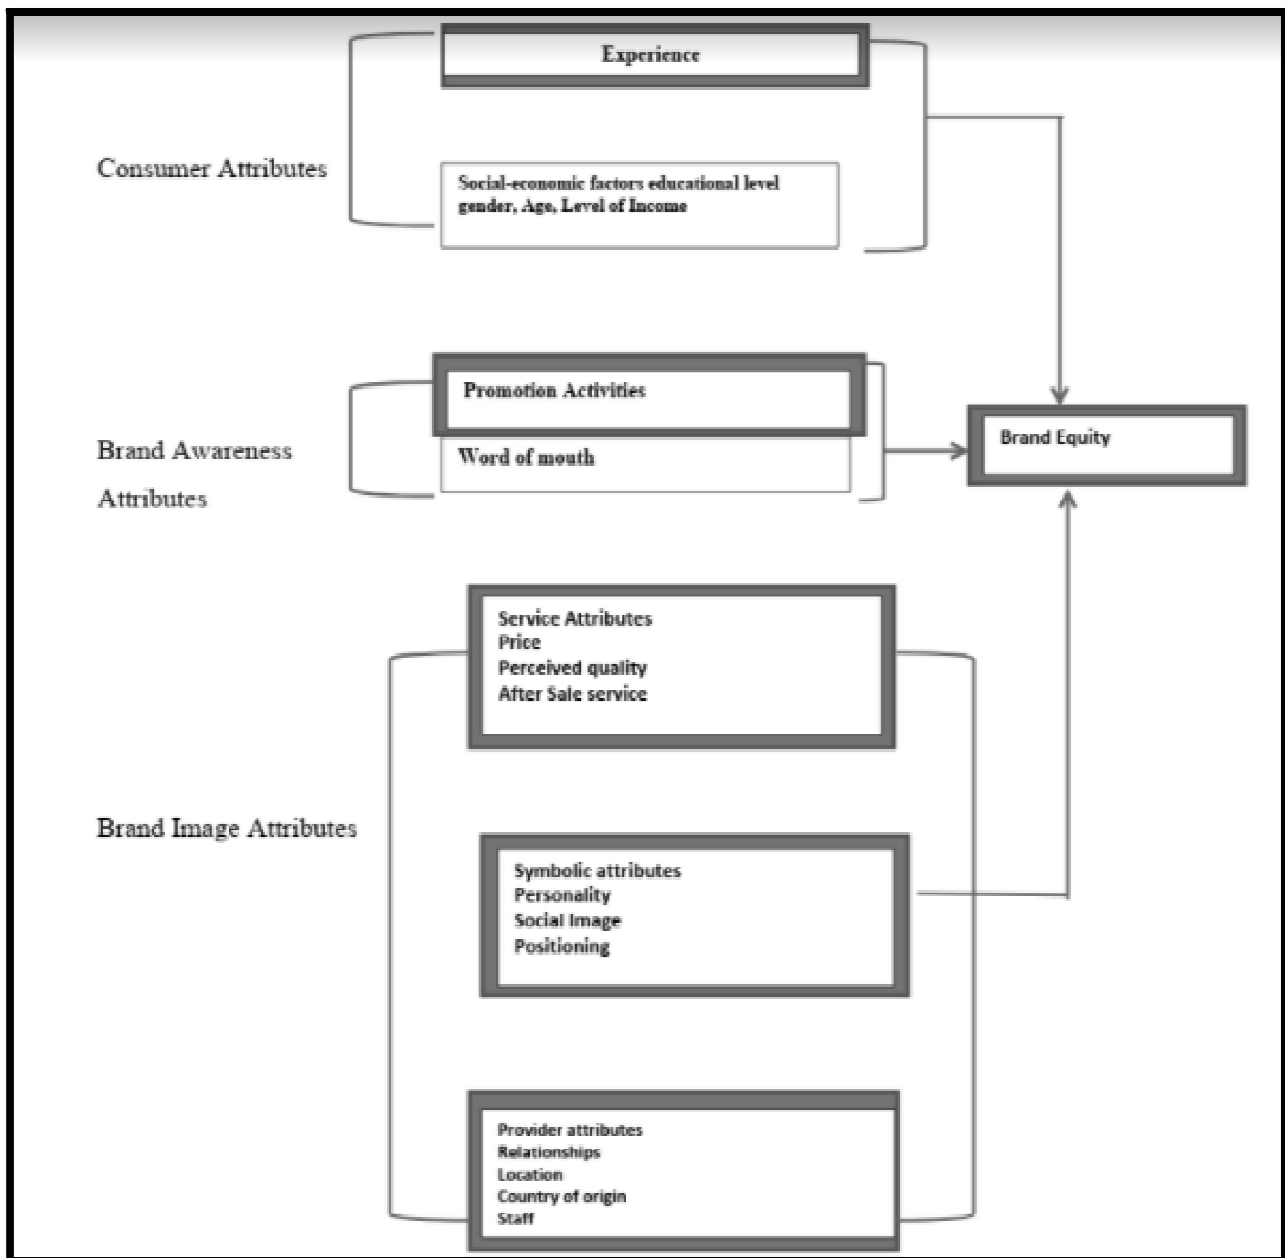 Experience
Consumer Attributes
Social-economic factors educational level
gender, Age, Level of Income
Promotion Activities
Brand Awareness
Attributes
Word of mouth
Brand Equity
Service Attributes
Price
Perceived quality
After Sale service
Brand Image Attributes
Symbolic attributes
Personality
Social Image
Positioning
Provider attributes
Relationships
Location
Country of origin
Staff